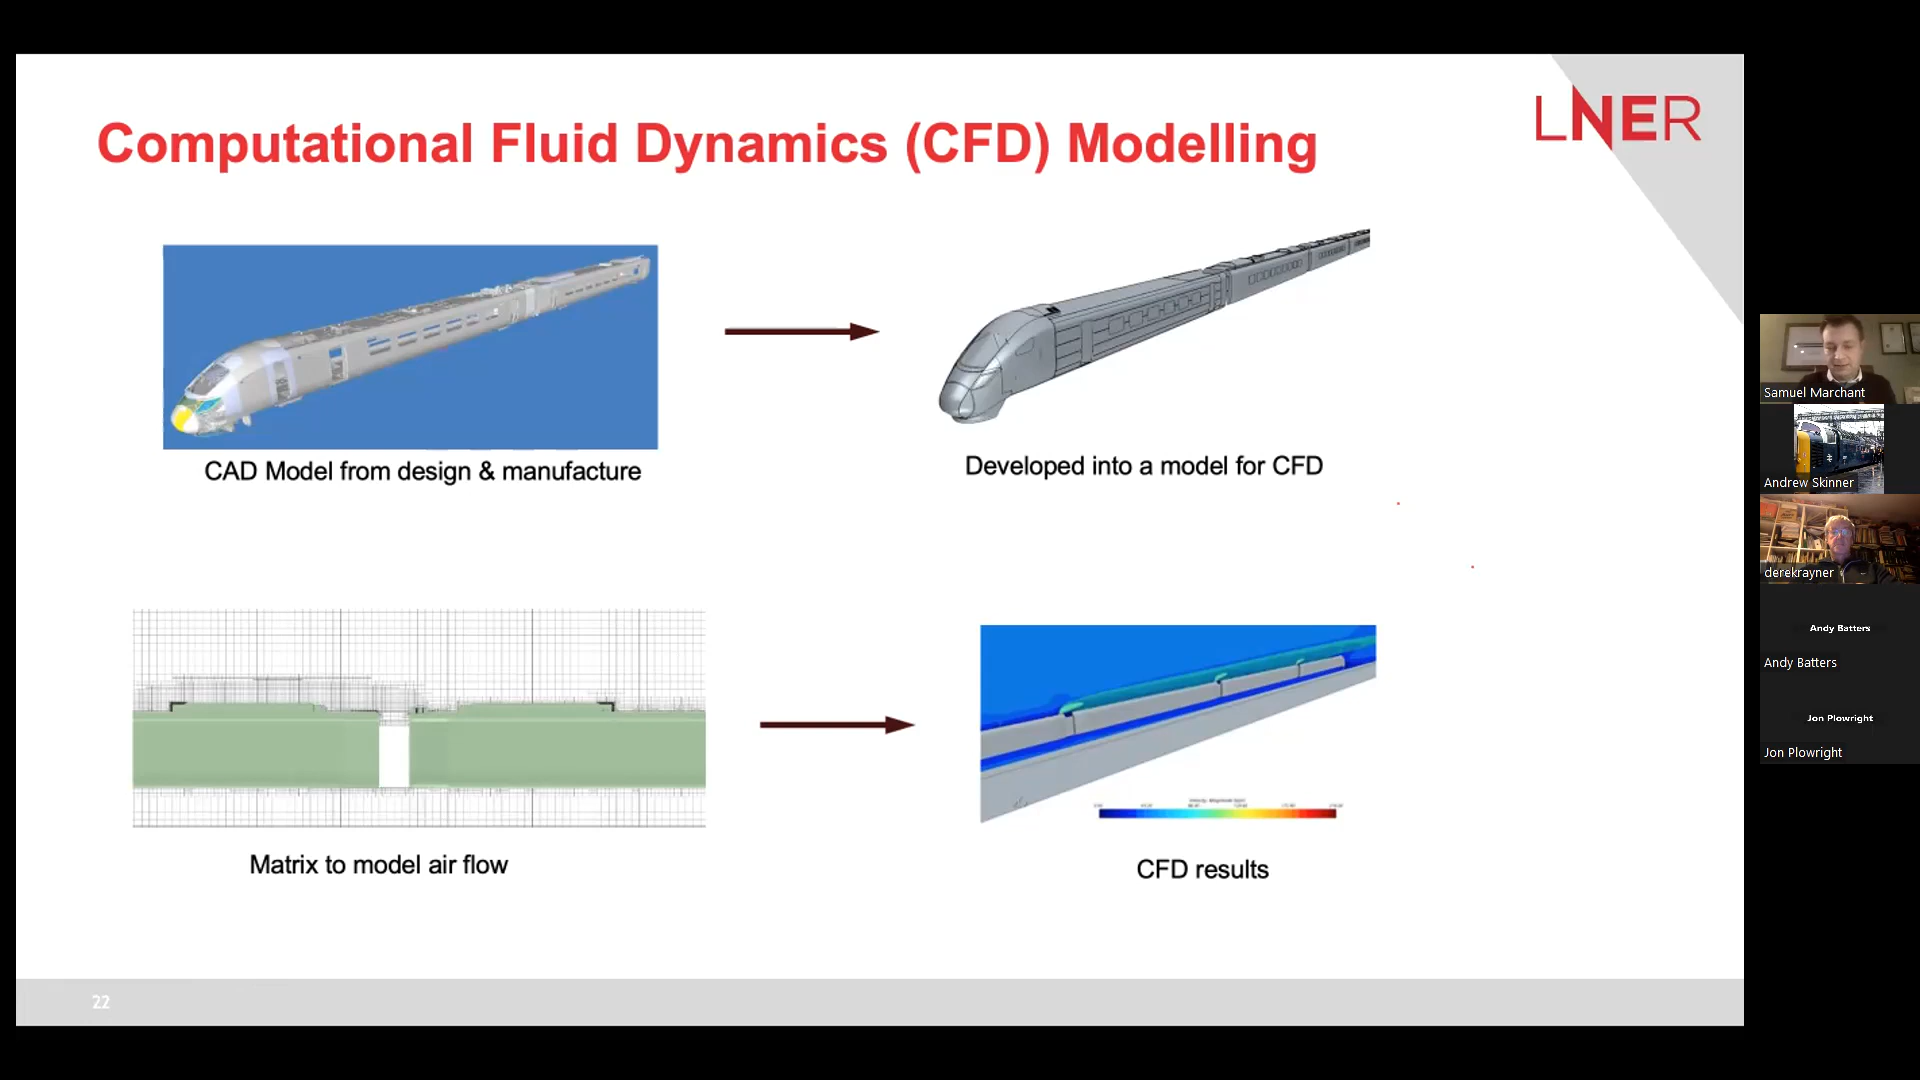 LNER
Computational Fluid Dynamics (CFD) Modelling
CAD Model from design & manufacture
Developed into a model for CFD
Matrix to model air flow
CFD results
22
Samuel Marchant
Andrew Skinner
derekrayner
Andy Batters
Andy Batters
Jon Plowright
Jon Plowright